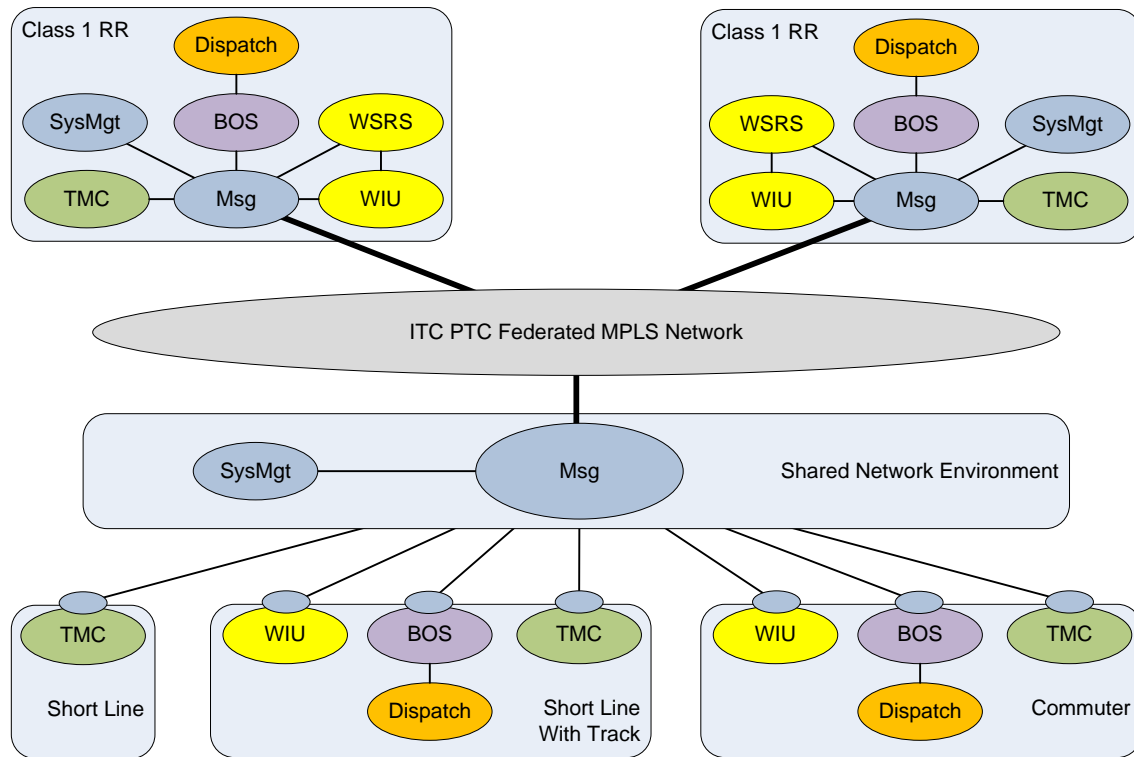 Class 1 RR
Dispatch
SysMgt
BOS
WSRS
TMC
Msg
WIU
Class 1 RR
Dispatch
WSRS
BOS
SysMgt
WIU
Msg
TMC
ITC PTC Federated MPLS Network
SysMgt
Msg
Shared Network Environment
TMC
Short Line
WIU
BOS
TMC
Dispatch
Short Line
With Track
WIU
BOS
TMC
Dispatch
Commuter